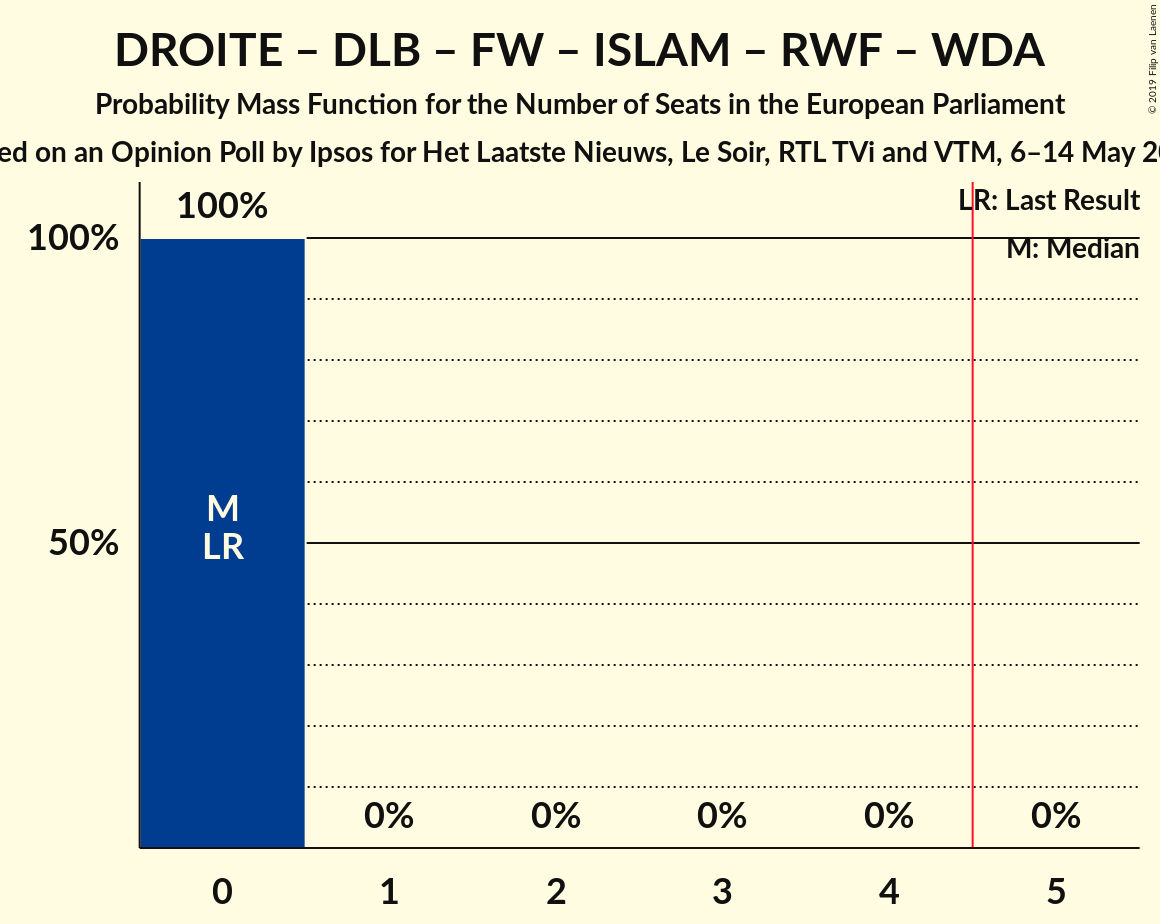 DROITE – DLB – FW – ISLAM – RWF – WDA
Probability Mass Function for the Number of Seats in the European Parliament
on an Opinion Poll by Ipsos for Het Laatste Nieuws, Le Soir, RTL TVi and VTM, 6–14 May
© 2019 Filip van Laenen
LR: Last Result
M: Median
100%
100%
50%
M
LR
0%
0%
0%
0%
0%
0
1
2
3
4
5